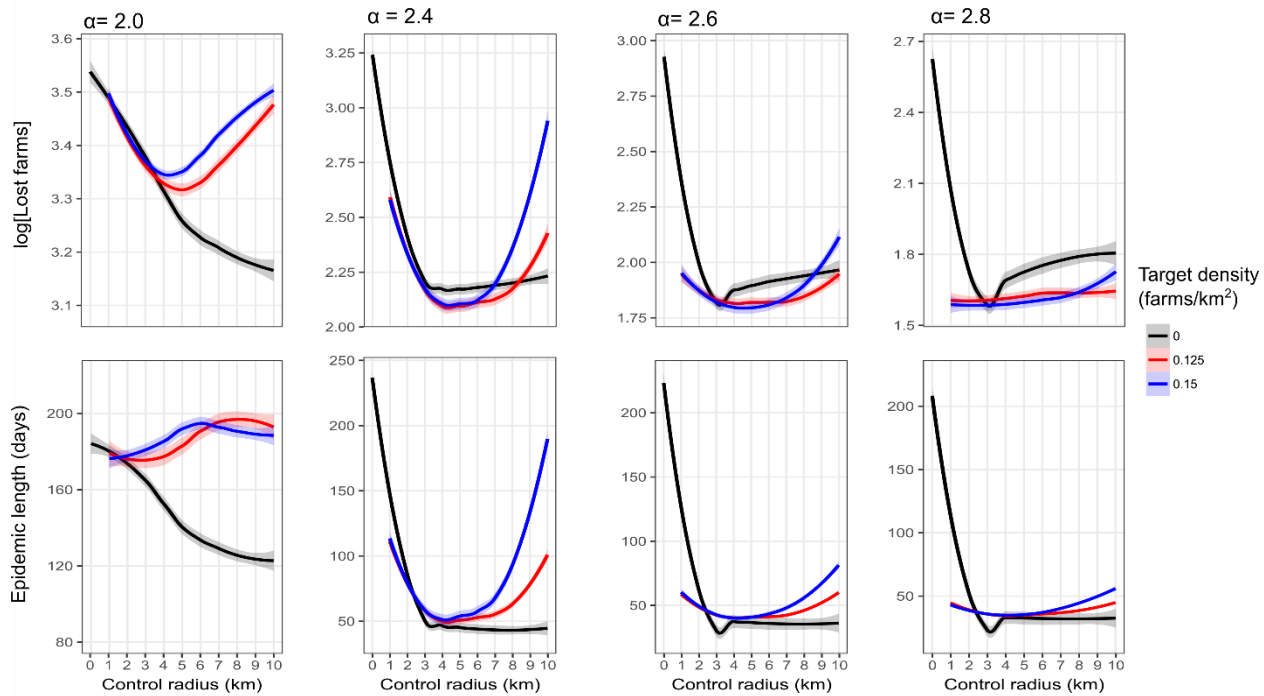 α= 2.0
α = 2.4
α = 2.6
α = 2.8
log[Lost farms]
3.6
3.5
3.4
3.3
3.2
3.1
3.25
3.00
2.75
2.50
2.25
2.00
3.00
2.75
2.50
2.25
2.00
1.75
2.7
2.4
2.1
1.8
1.5
Target density
(farms/km²)
0
0.125
0.15
Epidemic length (days)
200
160
120
80
250
200
150
100
50
200
150
100
50
200
150
100
50
0 1 2 3 4 5 6 7 8 9 10
0 1 2 3 4 5 6 7 8 9 10
0 1 2 3 4 5 6 7 8 9 10
0 1 2 3 4 5 6 7 8 9 10
Control radius (km)
Control radius (km)
Control radius (km)
Control radius (km)